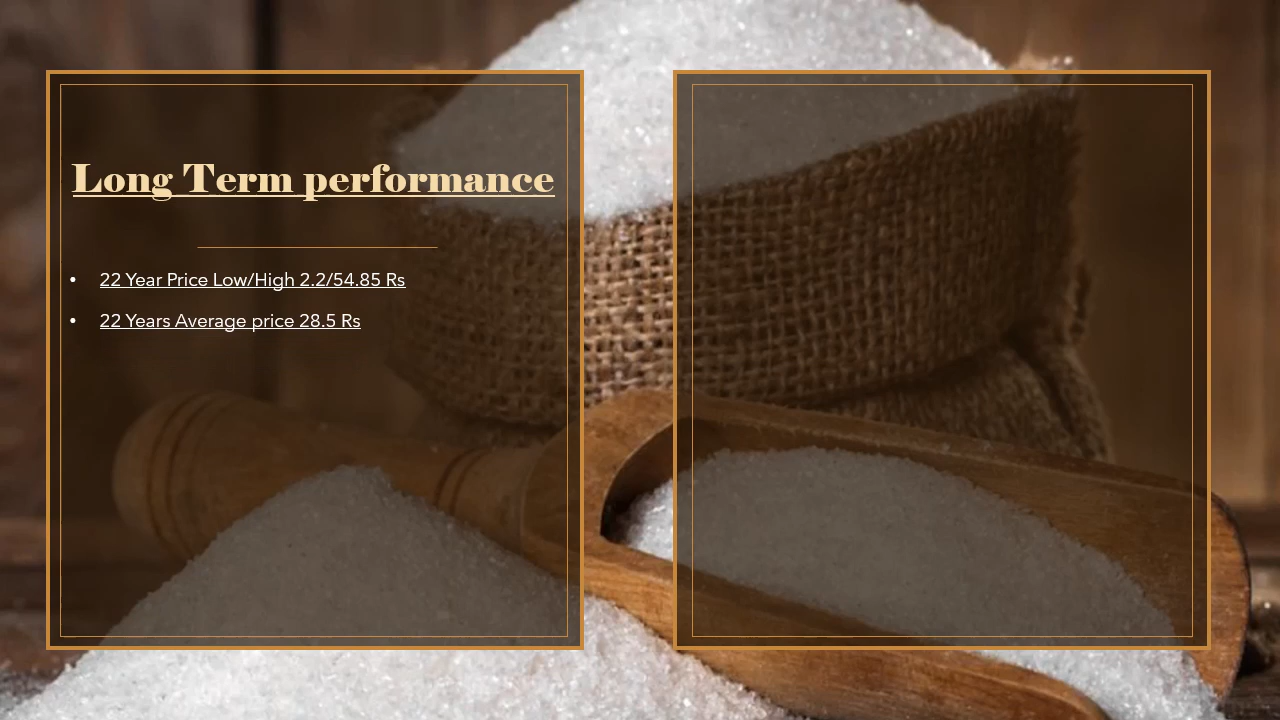 Long Term performance
• 22 Year Price Low/High 2.2/54.85 Rs
• 22 Years Average price 28.5 Rs